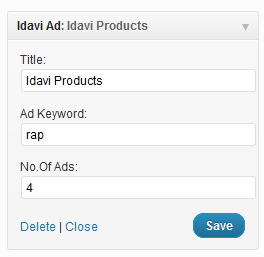 Idavi Ad: Idavi Products
Title:
Idavi Products
Ad Keyword:
rap
No.Of Ads:
4
Delete | Close
Save